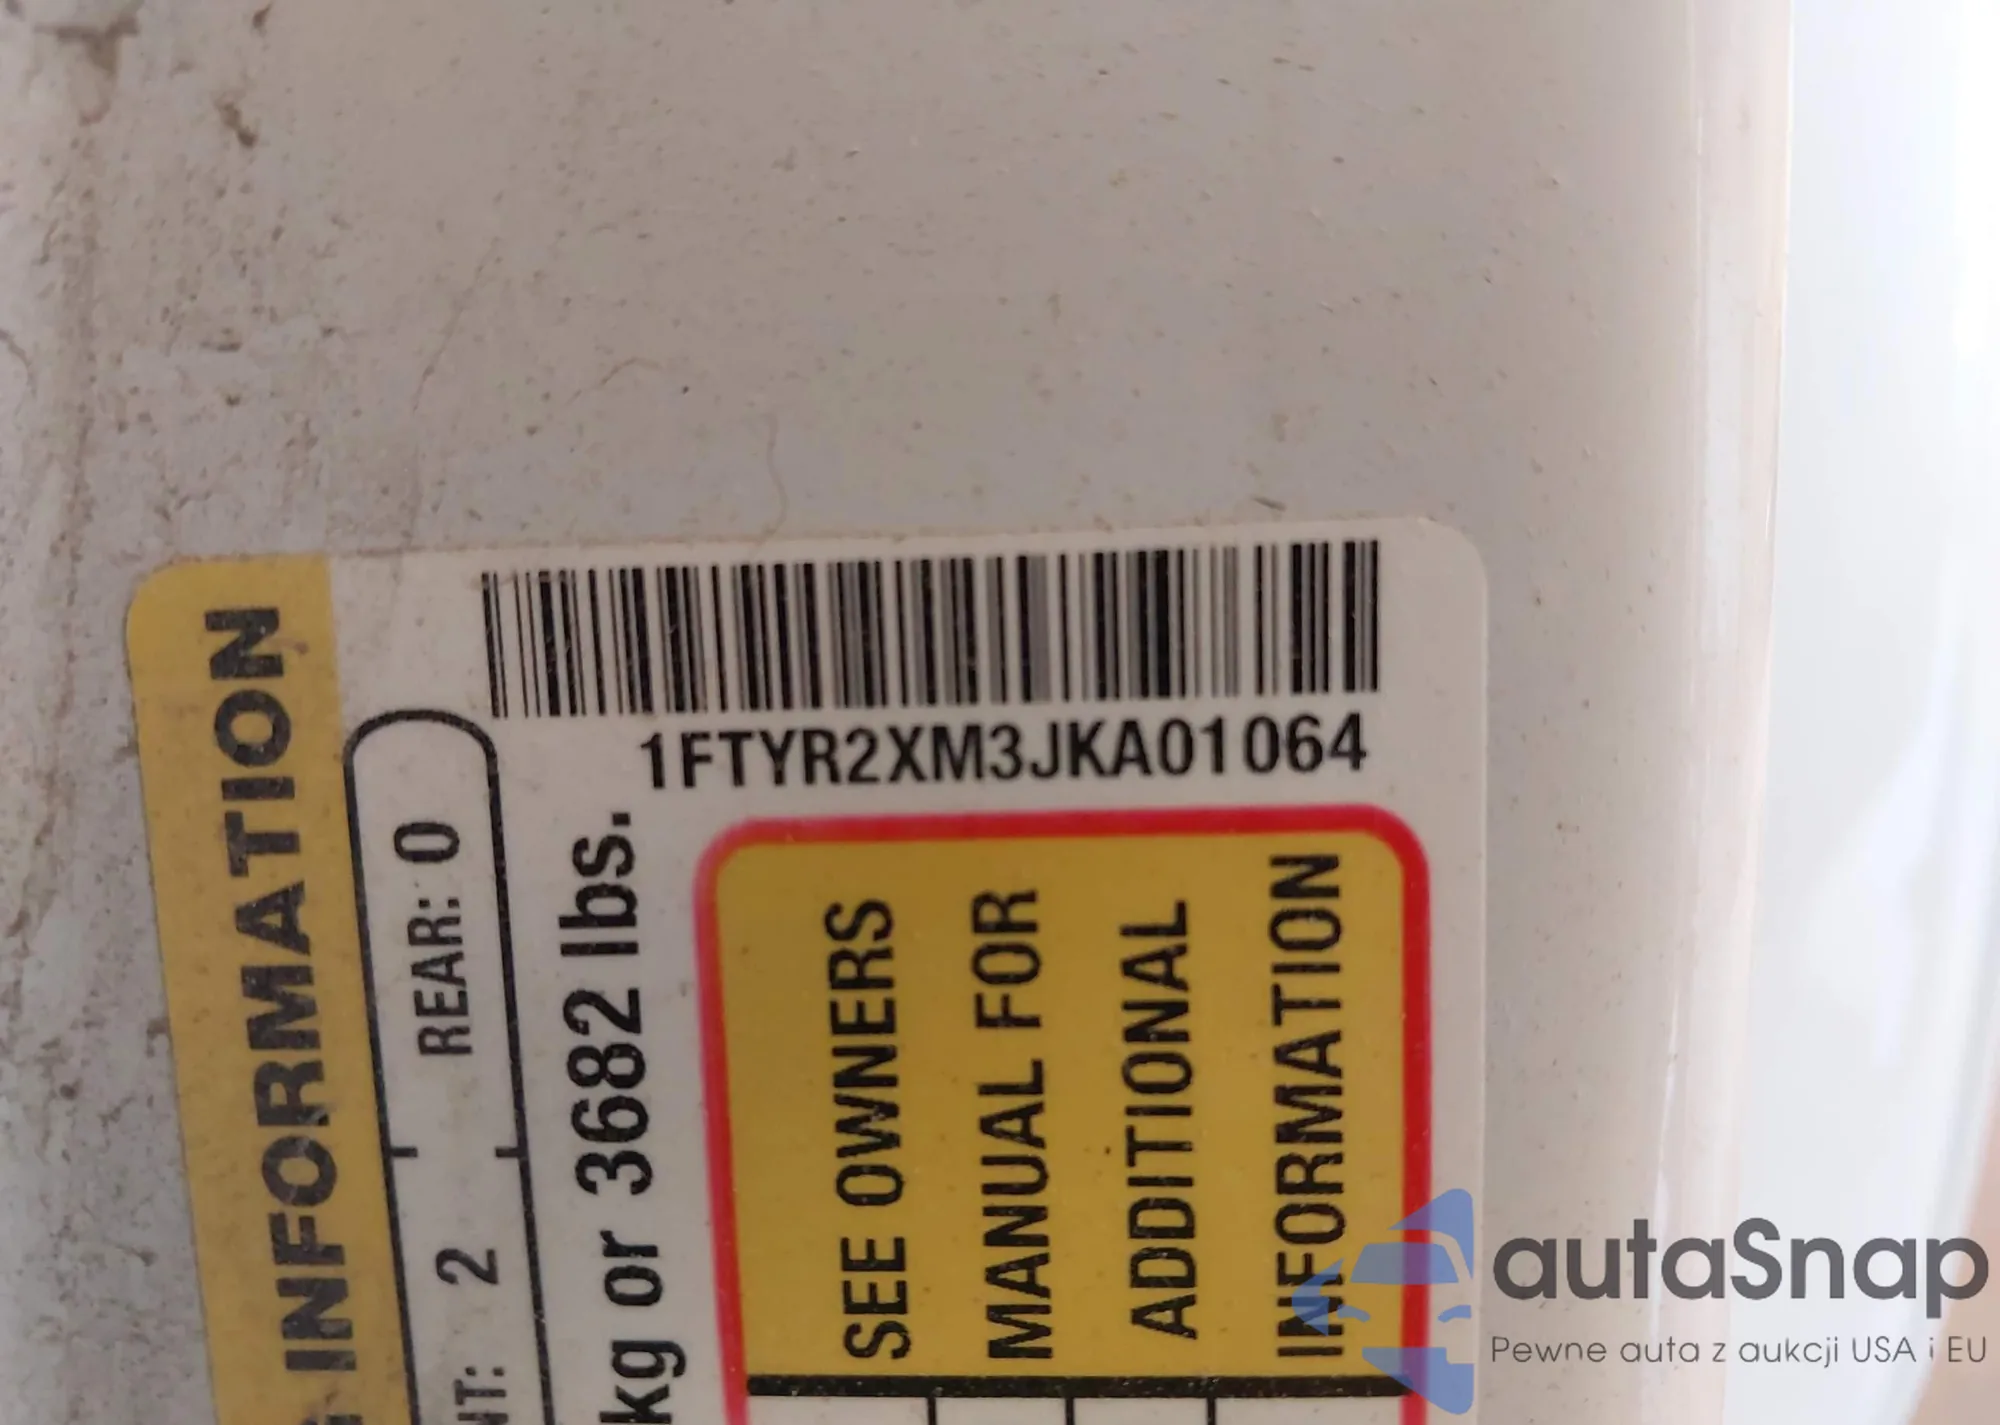 1FTYR2XM3JKA01064
INFORMATION
REAR: 0
2
kg or 3682 lbs.
SEE OWNERS
MANUAL FOR
ADDITIONAL
INFORMATION
autaSnap
Pewne auta z aukcji USA i EU